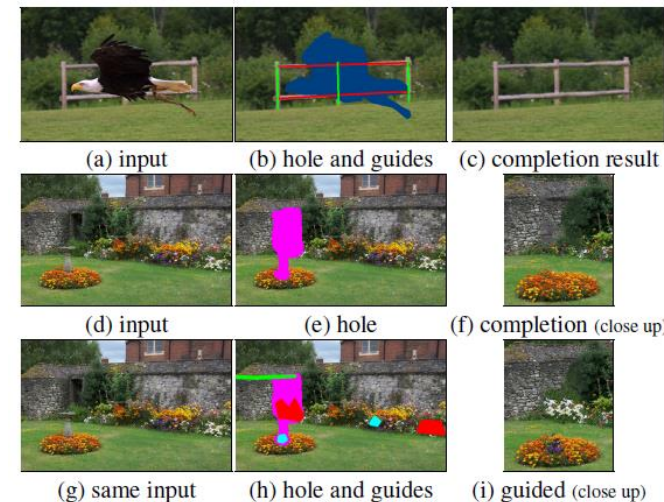 (a) input (b) hole and guides (c) completion result
(d) input (e) hole (f) completion (close up)
(g) same input (h) hole and guides (i) guided (close up)